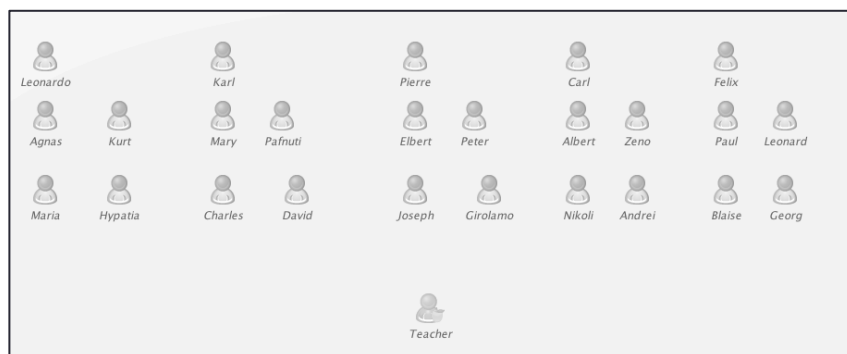 Leonardo Karl Pierre Carl Felix
Agnas Kurt Mary Pafnuti Elbert Peter Albert Zeno Paul Leonard
Maria Hypatia Charles David Joseph Girolamo Nikoli Andrei Blaise Georg
Teacher